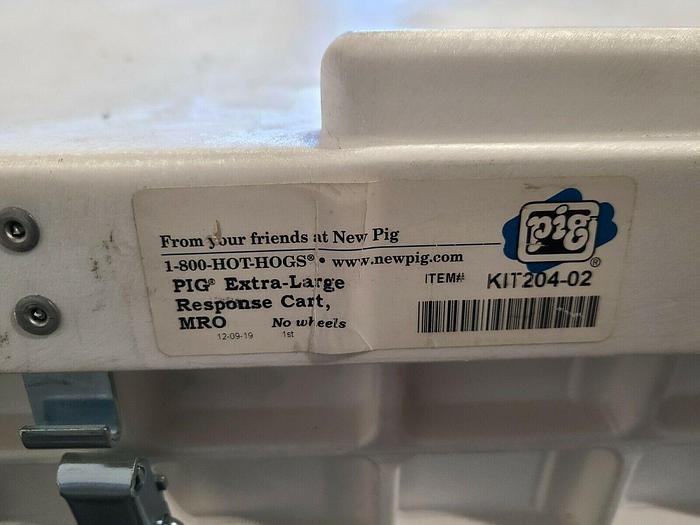 From your friends at New Pig
1-800-HOT-HOGS® • www.newpig.com
PIG® Extra-Large
Response Cart,
MRO No wheels
12-09-19 1st
pig®
ITEM# KIT204-02